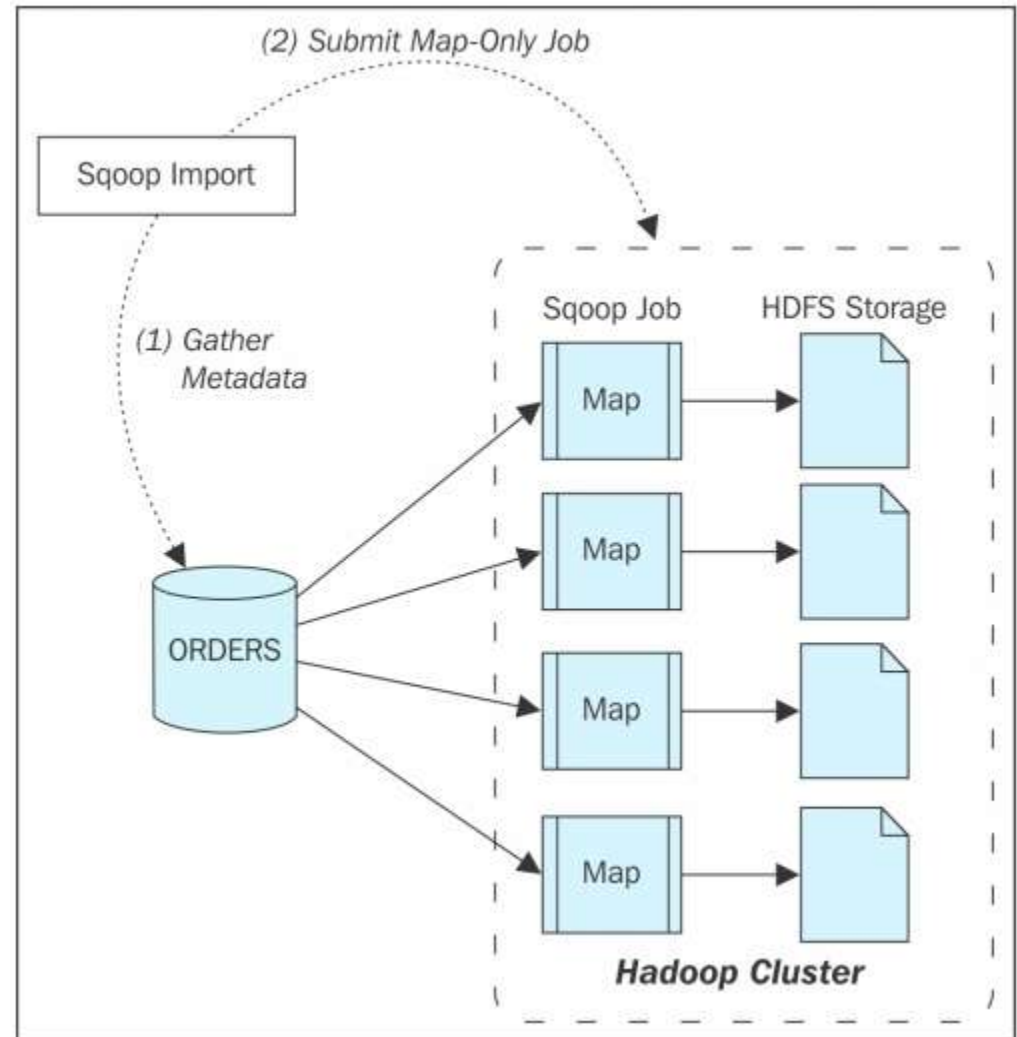 (2) Submit Map-Only Job
Sqoop Import
(1) Gather
Metadata
Sqoop Job
HDFS Storage
Map
Map
ORDERS
Map
Map
Hadoop Cluster